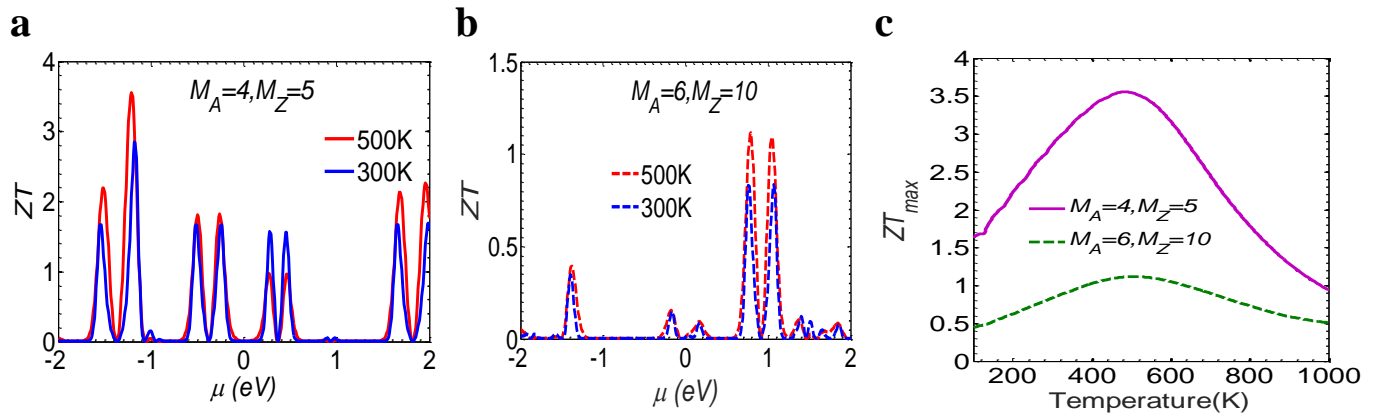 a
4
3
2
1
0
-2
-1
0
1
2
ZT
μ (eV)
M_A=4,M_Z=5
500K
300K
b
1.5
1
0.5
0
-2
-1
0
1
2
ZT
μ (eV)
M_A=6,M_Z=10
500K
300K
c
4
3.5
3
2.5
2
1.5
1
0.5
0
200
400
600
800
1000
ZT_max
Temperature(K)
M_A=4,M_Z=5
M_A=6,M_Z=10